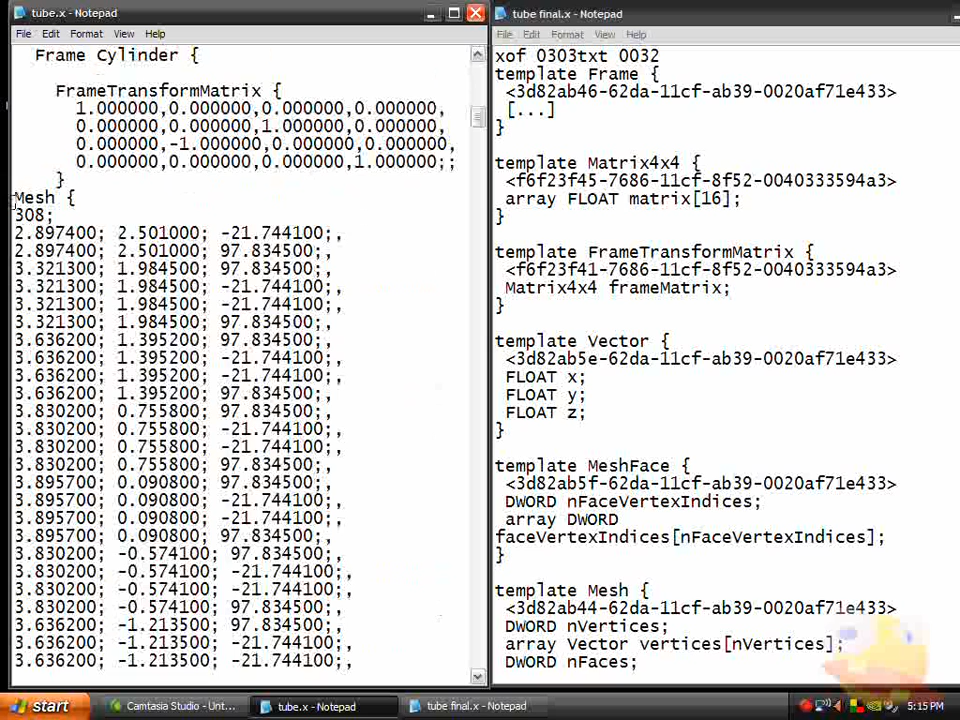 tube.x - Notepad
File Edit Format View Help
Frame Cylinder {
FrameTransformMatrix {
1.000000,0.000000,0.000000,0.000000,
0.000000,0.000000,1.000000,0.000000,
0.000000,-1.000000,0.000000,0.000000,
0.000000,0.000000,0.000000,1.000000;;
}
Mesh {
308;
2.897400; 2.501000; -21.744100;,
2.897400; 2.501000; 97.834500;,
3.321300; 1.984500; 97.834500;,
3.321300; 1.984500; -21.744100;,
3.321300; 1.984500; -21.744100;,
3.321300; 1.984500; 97.834500;,
3.636200; 1.395200; 97.834500;,
3.636200; 1.395200; -21.744100;,
3.636200; 1.395200; -21.744100;,
3.636200; 1.395200; 97.834500;,
3.830200; 0.755800; 97.834500;,
3.830200; 0.755800; -21.744100;,
3.830200; 0.755800; -21.744100;,
3.830200; 0.755800; 97.834500;,
3.895700; 0.090800; 97.834500;,
3.895700; 0.090800; -21.744100;,
3.895700; 0.090800; -21.744100;,
3.895700; 0.090800; 97.834500;,
3.830200; -0.574100; 97.834500;,
3.830200; -0.574100; -21.744100;,
3.830200; -0.574100; -21.744100;,
3.830200; -0.574100; 97.834500;,
3.636200; -1.213500; 97.834500;,
3.636200; -1.213500; -21.744100;,
3.636200; -1.213500; -21.744100;,
tube final.x - Notepad
File Edit Format View Help
xof 0303txt 0032
template Frame {
<3d82ab46-62da-11cf-ab39-0020af71e433>
[...]
}
template Matrix4x4 {
<f6f23f45-7686-11cf-8f52-0040333594a3>
array FLOAT matrix[16];
}
template FrameTransformMatrix {
<f6f23f41-7686-11cf-8f52-0040333594a3>
Matrix4x4 frameMatrix;
}
template Vector {
<3d82ab5e-62da-11cf-ab39-0020af71e433>
FLOAT x;
FLOAT y;
FLOAT z;
}
template MeshFace {
<3d82ab5f-62da-11cf-ab39-0020af71e433>
DWORD nFaceVertexIndices;
array DWORD
faceVertexIndices[nFaceVertexIndices];
}
template Mesh {
<3d82ab44-62da-11cf-ab39-0020af71e433>
DWORD nVertices;
array Vector vertices[nVertices];
DWORD nFaces;
start
Camtasia Studio - Unt...
tube.x - Notepad
tube final.x - Notepad
5:15 PM